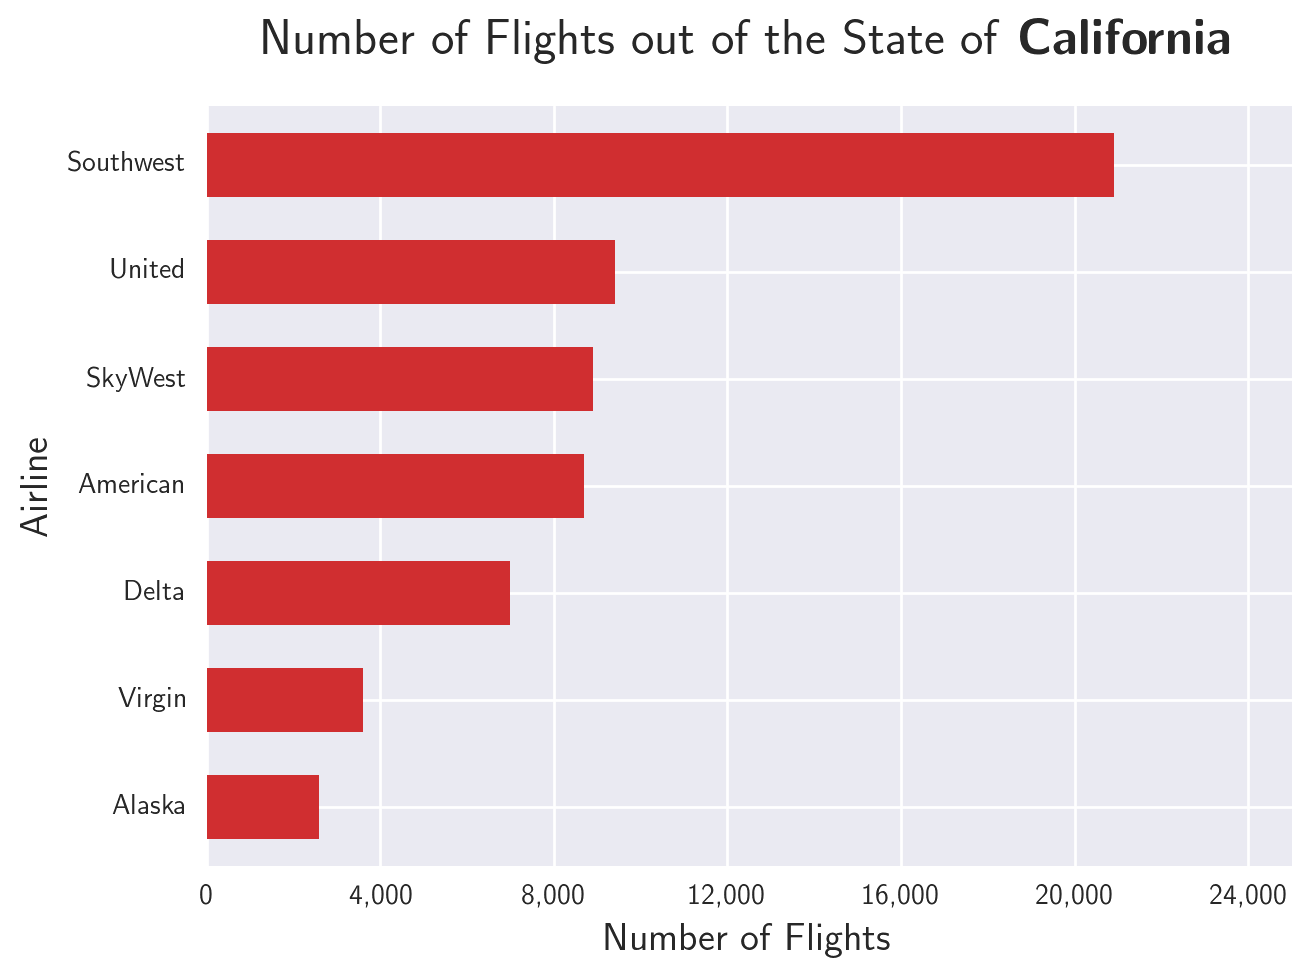 Number of Flights out of the State of California
Southwest
United
SkyWest
American
Delta
Virgin
Alaska
Airline
0 4,000 8,000 12,000 16,000 20,000 24,000
Number of Flights